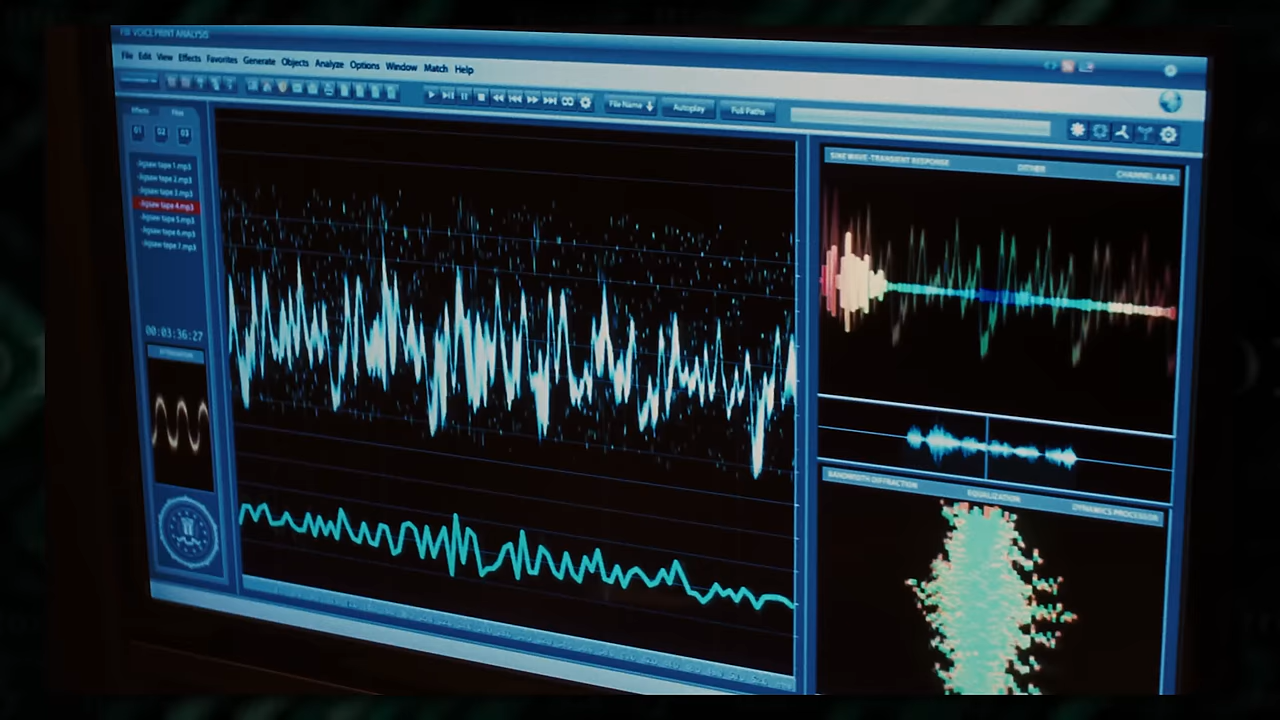 FBI VOICE PRINT ANALYSIS
File Edit View Effects Favorites Generate Objects Analyze Options Window Match Help
File Name Autoplay Full Paths
Effects Files
01 02 03
Jigsaw tape 1.mp3
Jigsaw tape 2.mp3
Jigsaw tape 3.mp3
Jigsaw tape 4.mp3
Jigsaw tape 5.mp3
Jigsaw tape 6.mp3
Jigsaw tape 7.mp3
00:03:36:27
SINE WAVE-TRANSIENT RESPONSE DITHER CHANNEL A&B
BANDWIDTH DIFFRACTION EQUALIZATION DYNAMICS PROCESSOR